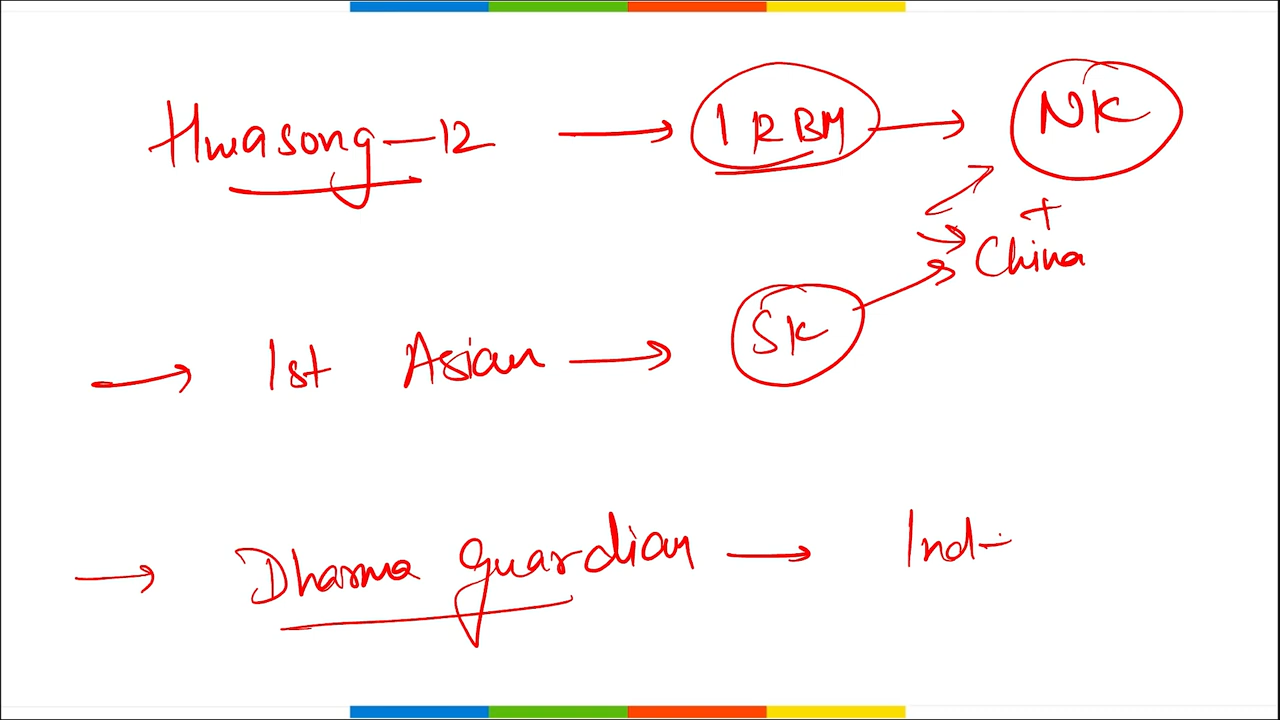 Hwasong-12 → IRBM → NK
+
China
→ 1st Asian → SK
→ Dharma Guardian → Ind-